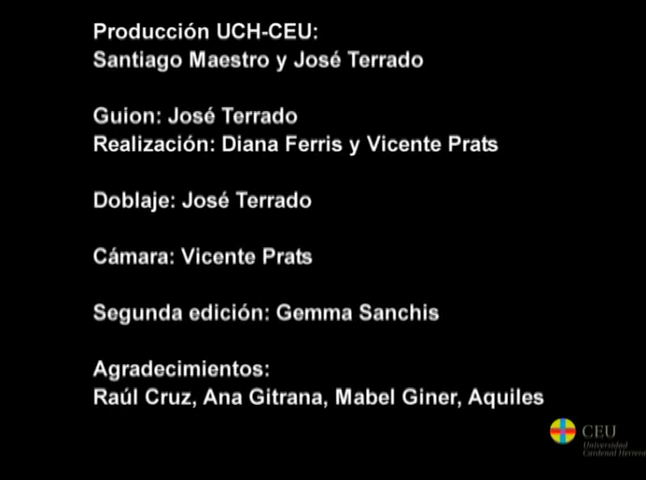 Producción UCH-CEU:
Santiago Maestro y José Terrado
Guion: José Terrado
Realización: Diana Ferris y Vicente Prats
Doblaje: José Terrado
Cámara: Vicente Prats
Segunda edición: Gemma Sanchis
Agradecimientos:
Raúl Cruz, Ana Gitrana, Mabel Giner, Aquiles
CEU
Universidad
Cardenal Herrera